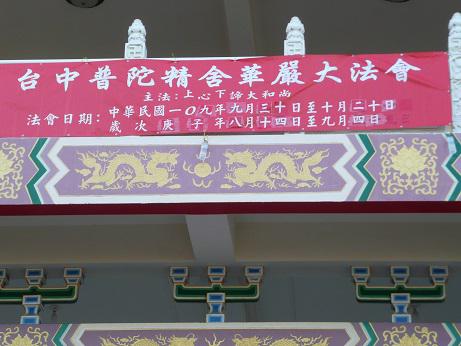 台中普陀精舍華嚴大法會
主法：上心下諦大和尚
法會日期：中華民國一〇九年九月三十日至十月二十日
歲次庚子年八月十四日至九月四日